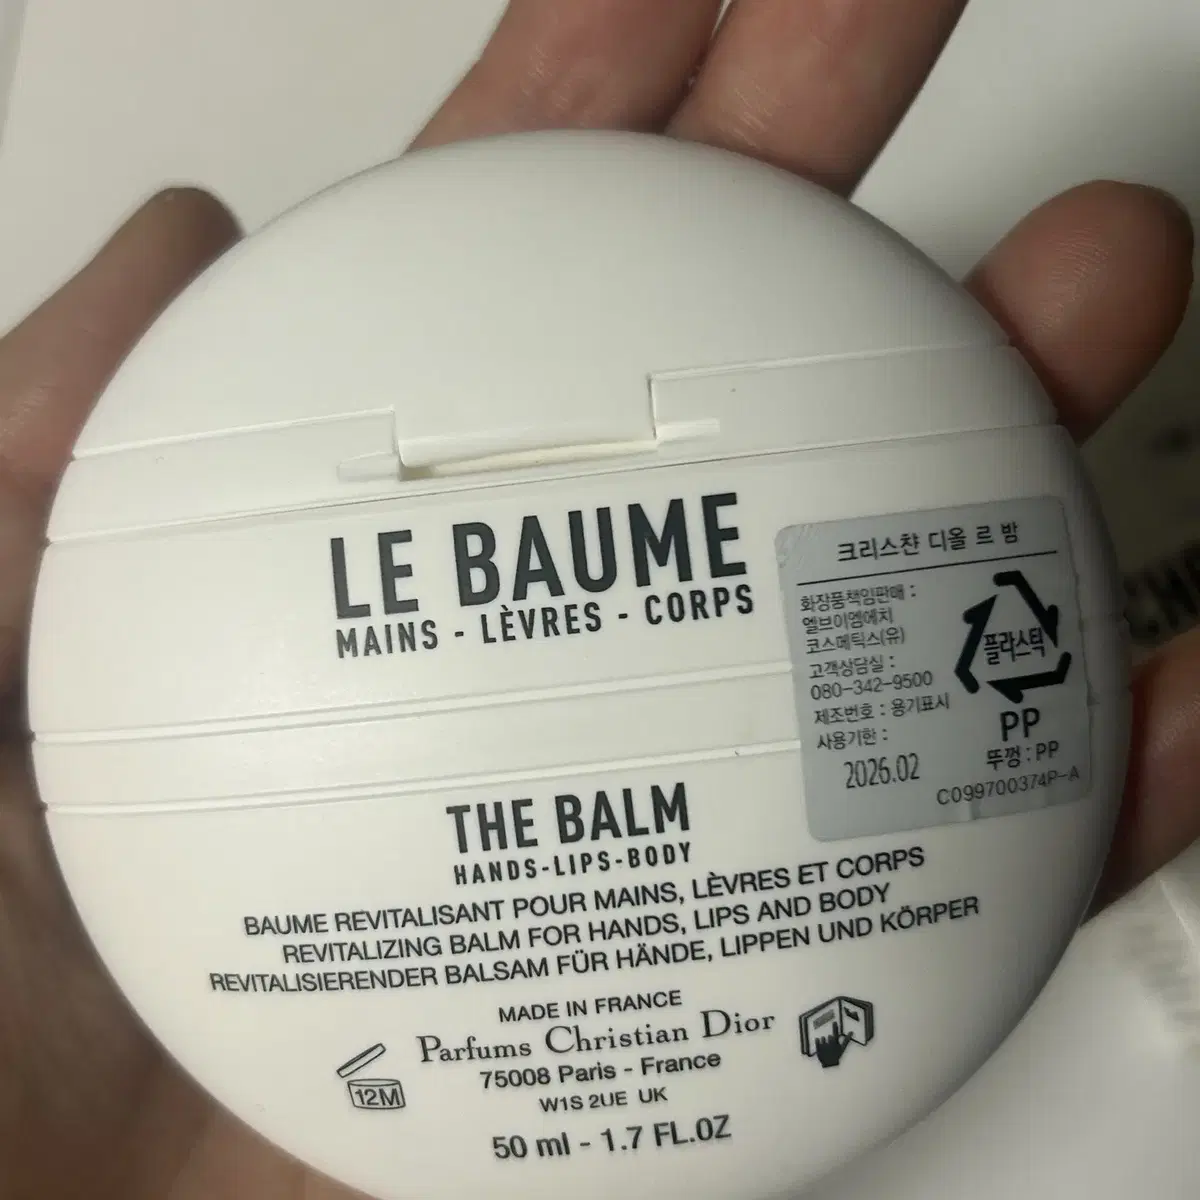 LE BAUME
MAINS - LÈVRES - CORPS
크리스챤 디올 르 밤
화장품책임판매 :
엘브이엠에치
코스메틱스(유)
고객상담실 :
080-342-9500
제조번호 : 용기표시
사용기한 :
2026.02
플라스틱
PP
뚜껑 : PP
C099700374P-A
THE BALM
HANDS-LIPS-BODY
BAUME REVITALISANT POUR MAINS, LÈVRES ET CORPS
REVITALIZING BALM FOR HANDS, LIPS AND BODY
REVITALISIERENDER BALSAM FÜR HÄNDE, LIPPEN UND KÖRPER
MADE IN FRANCE
Parfums Christian Dior
75008 Paris - France
W1S 2UE UK
12M
50 ml - 1.7 FL.OZ